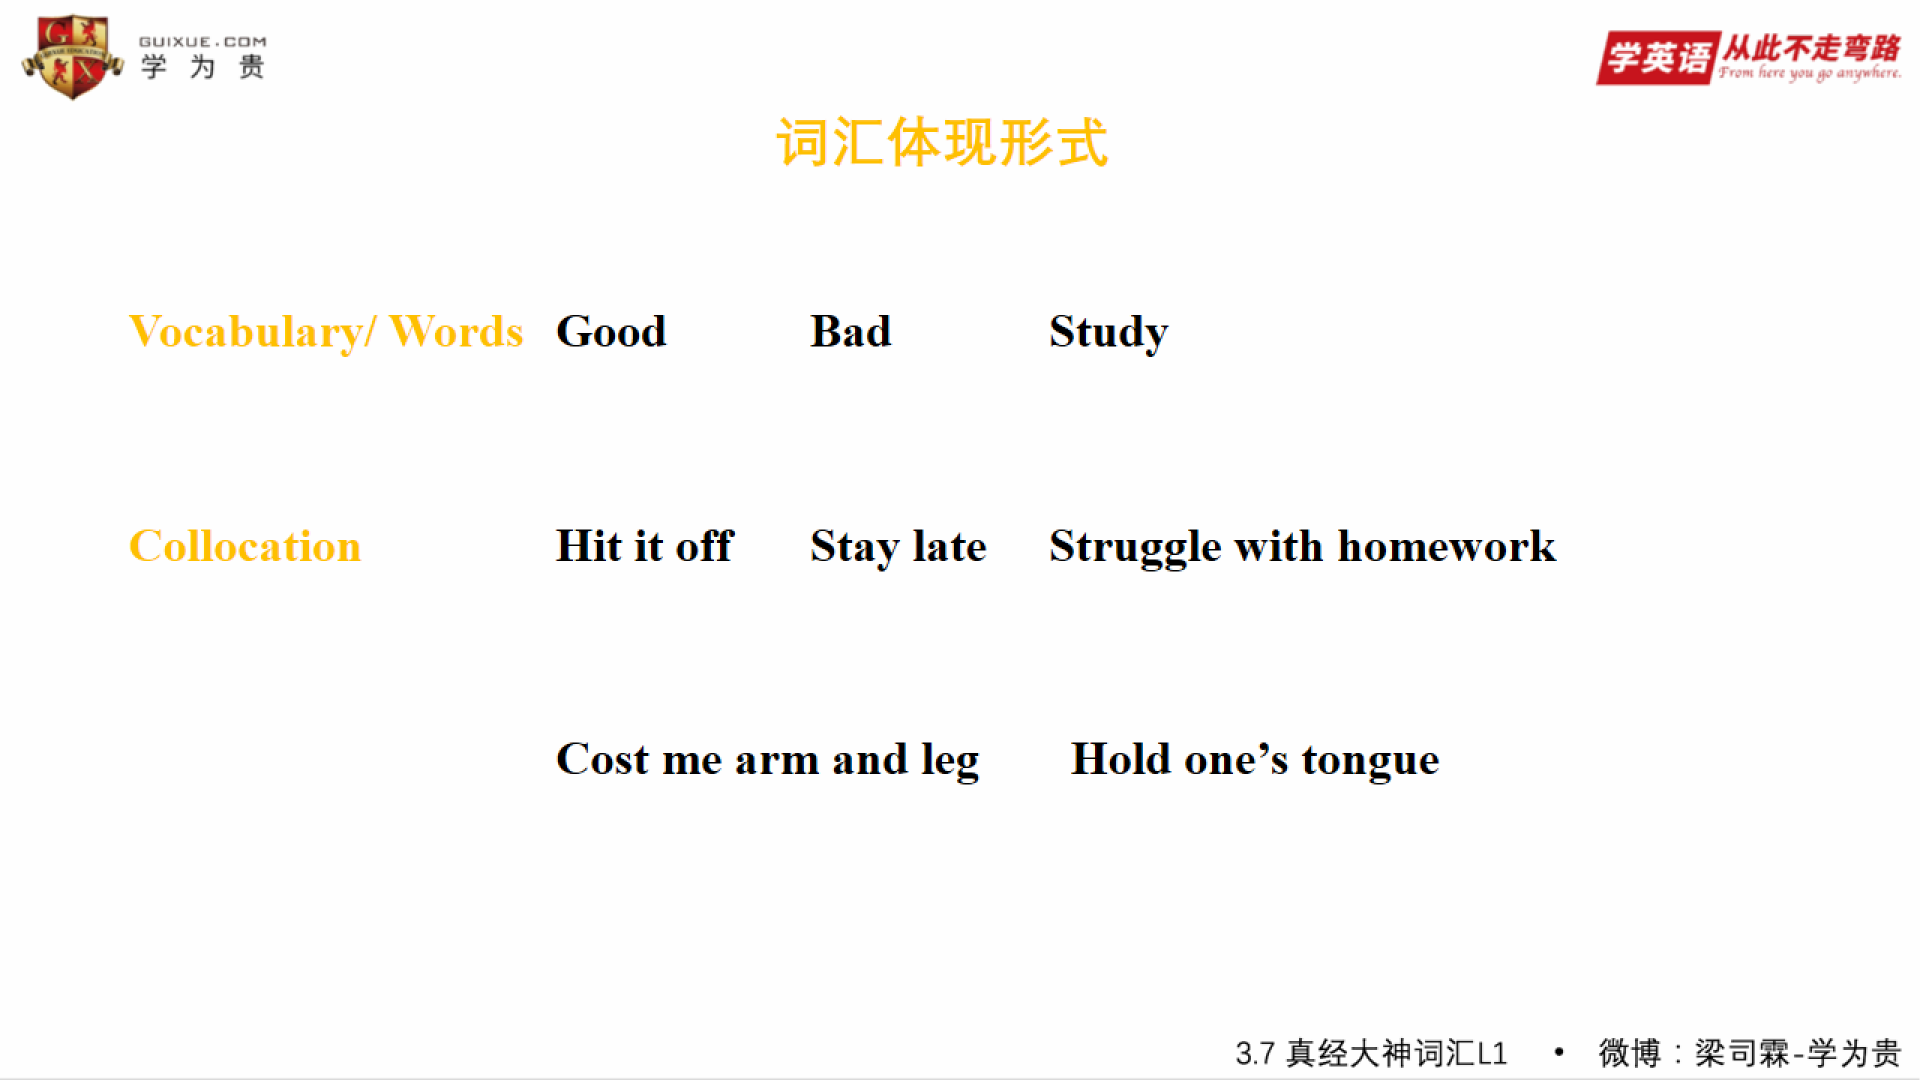 GUIXUE.COM
学为贵
学英语 从此不走弯路
From here you go anywhere.
词汇体现形式
Vocabulary/ Words Good Bad Study
Collocation Hit it off Stay late Struggle with homework
Cost me arm and leg Hold one’s tongue
3.7 真经大神词汇L1 • 微博：梁司霖-学为贵